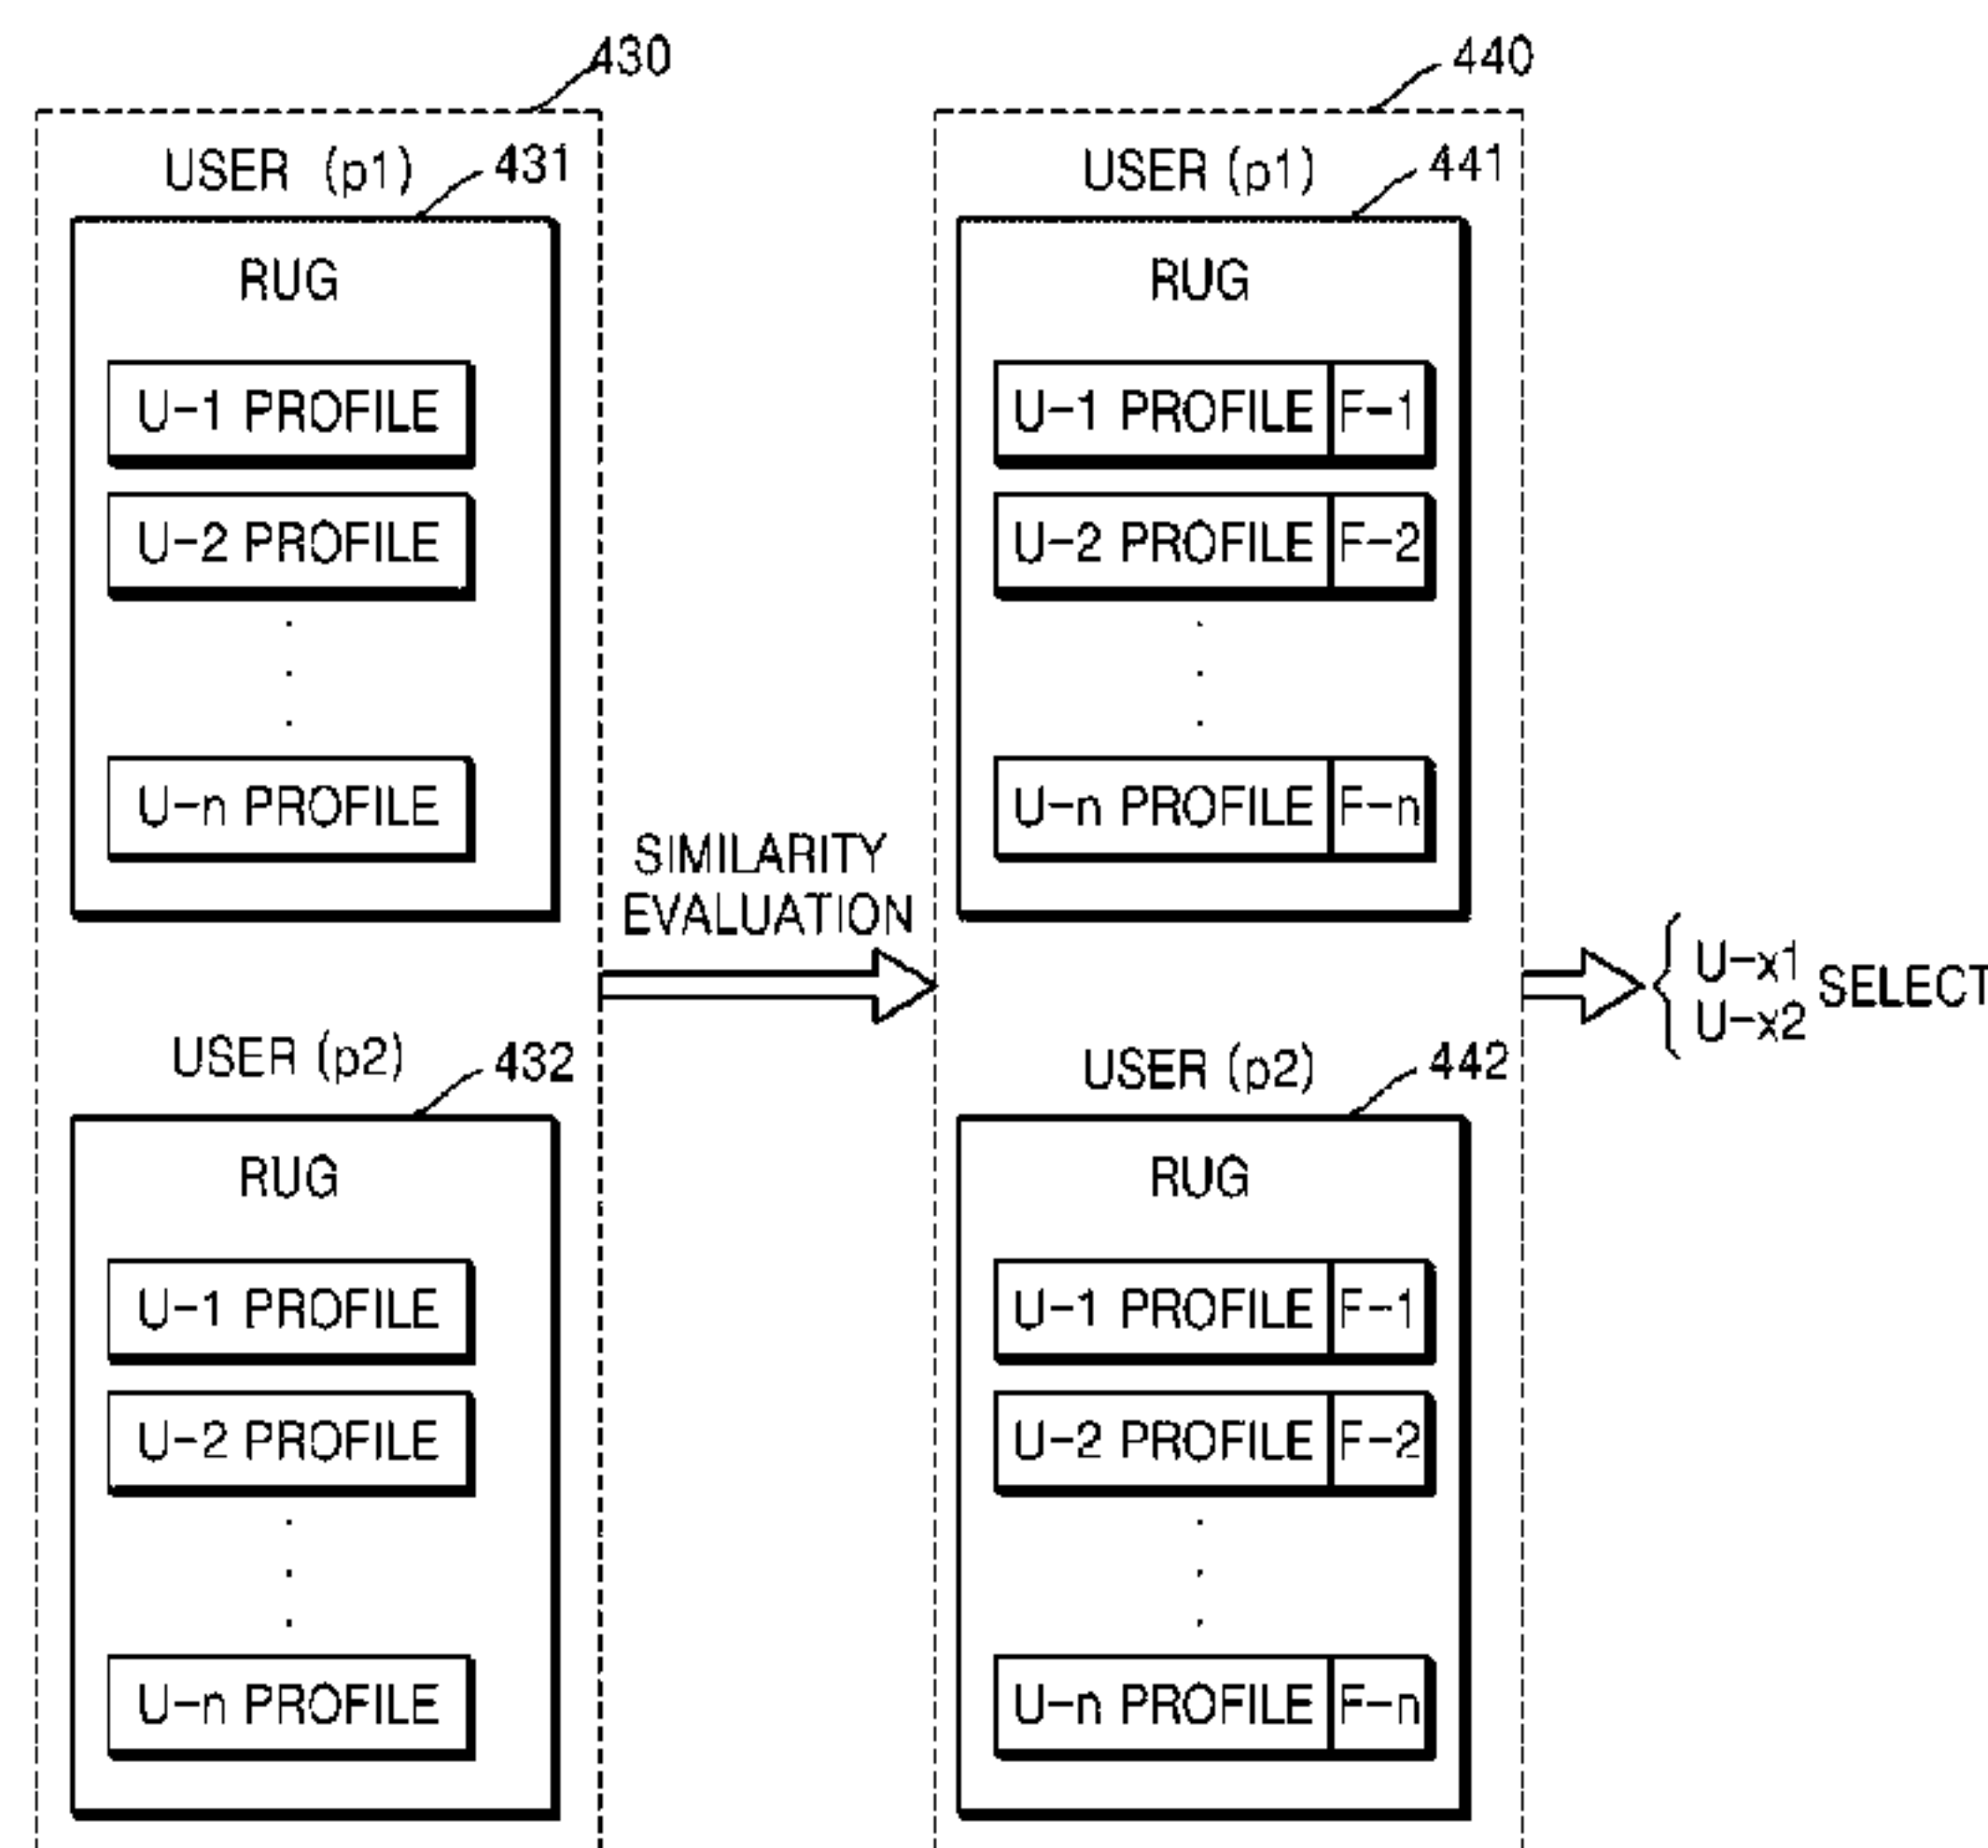 430
USER (p1)
431
RUG
U-1 PROFILE
U-2 PROFILE
U-n PROFILE
USER (p2)
432
RUG
U-1 PROFILE
U-2 PROFILE
U-n PROFILE
SIMILARITY
EVALUATION
440
USER (p1)
441
RUG
U-1 PROFILE F-1
U-2 PROFILE F-2
U-n PROFILE F-n
USER (p2)
442
RUG
U-1 PROFILE F-1
U-2 PROFILE F-2
U-n PROFILE F-n
U-x1
U-x2
SELECT